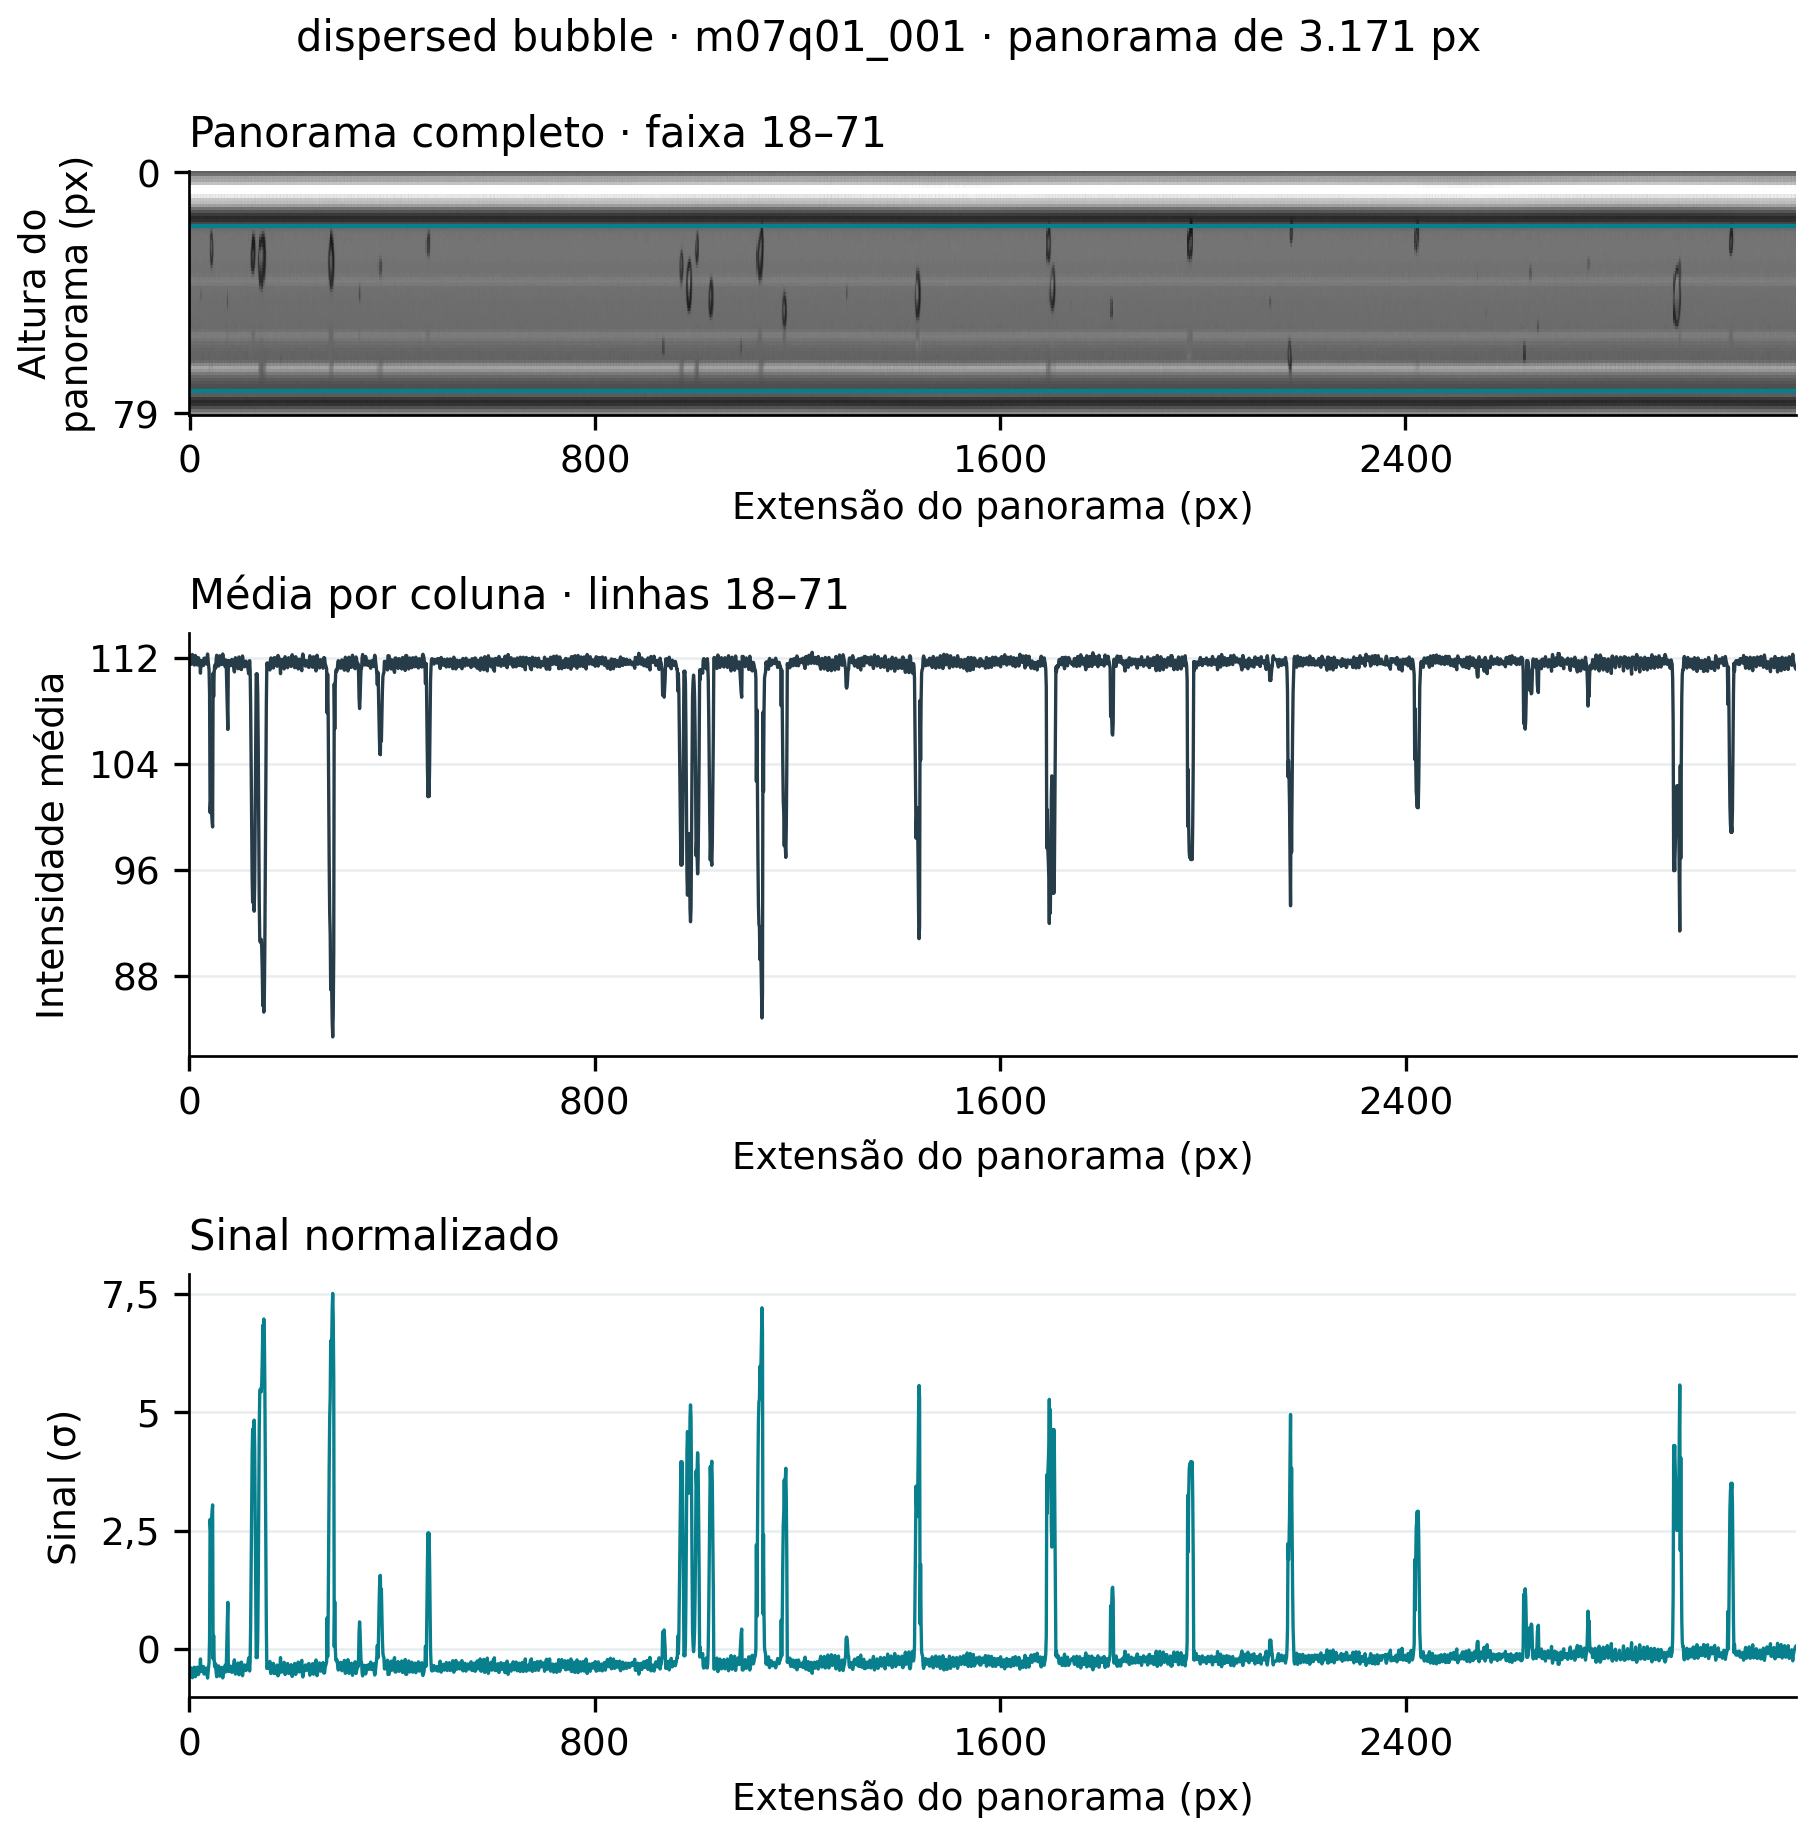 dispersed bubble · m07q01_001 · panorama de 3.171 px
Panorama completo · faixa 18–71
Altura do
panorama (px)
0
79
0 800 1600 2400
Extensão do panorama (px)
Média por coluna · linhas 18–71
Intensidade média
112
104
96
88
0 800 1600 2400
Extensão do panorama (px)
Sinal normalizado
Sinal (σ)
7,5
5
2,5
0
0 800 1600 2400
Extensão do panorama (px)